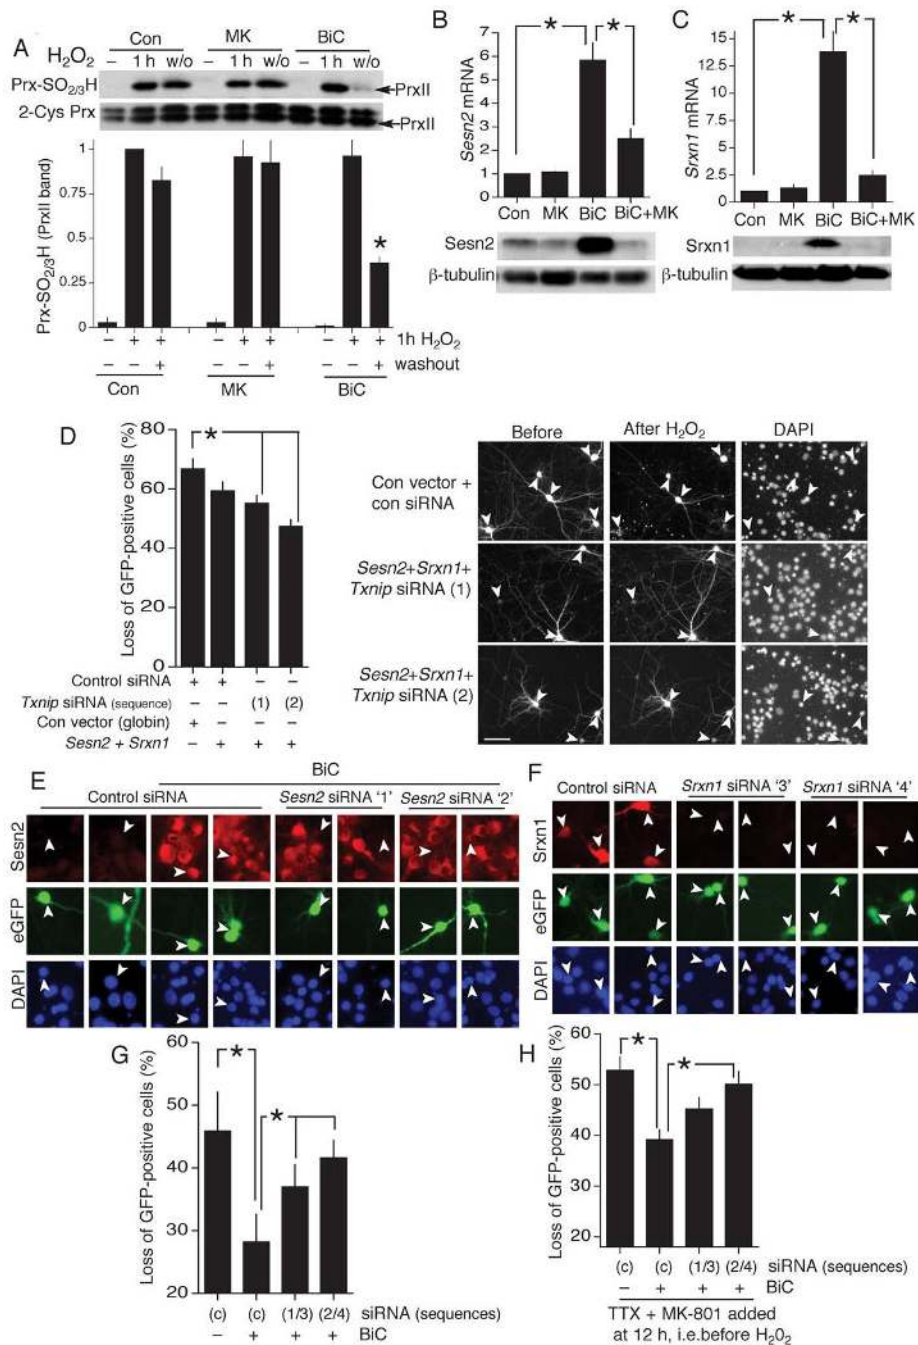 A
Con
MK
BiC
H2O2
– 1 h w/o – 1 h w/o – 1 h w/o
Prx-SO2/3H
PrxII
2-Cys Prx
PrxII
Prx-SO2/3H (PrxII band)
1
0.75
0.5
0.25
0
*
– + + – + + – + + 1h H2O2
+ + + washout
Con
MK
BiC
B
Sesn2 mRNA
7
6
5
4
3
2
1
* *
Con MK BiC BiC+MK
Sesn2
β-tubulin
C
Srxn1 mRNA
15
12.5
10
7.5
5
2.5
0
* *
Con MK BiC BiC+MK
Srxn1
β-tubulin
D
Loss of GFP-positive cells (%)
80
60
40
20
0
*
Control siRNA + + – –
Txnip siRNA (sequence) – – (1) (2)
Con vector (globin) + – – –
Sesn2 + Srxn1 – + + +
Before
After H2O2
DAPI
Con vector +
con siRNA
Sesn2+Srxn1+
Txnip siRNA (1)
Sesn2+Srxn1+
Txnip siRNA (2)
E
BiC
Control siRNA
Sesn2 siRNA '1'
Sesn2 siRNA '2'
Sesn2
eGFP
DAPI
F
Control siRNA
Srxn1 siRNA '3'
Srxn1 siRNA '4'
Srxn1
eGFP
DAPI
G
Loss of GFP-positive cells (%)
60
50
40
30
20
* *
(c) (c) (1/3) (2/4) siRNA (sequences)
– + + + BiC
H
Loss of GFP-positive cells (%)
60
50
40
30
20
* *
(c) (c) (1/3) (2/4) siRNA (sequences)
– + + + BiC
TTX + MK-801 added
at 12 h, i.e.before H2O2